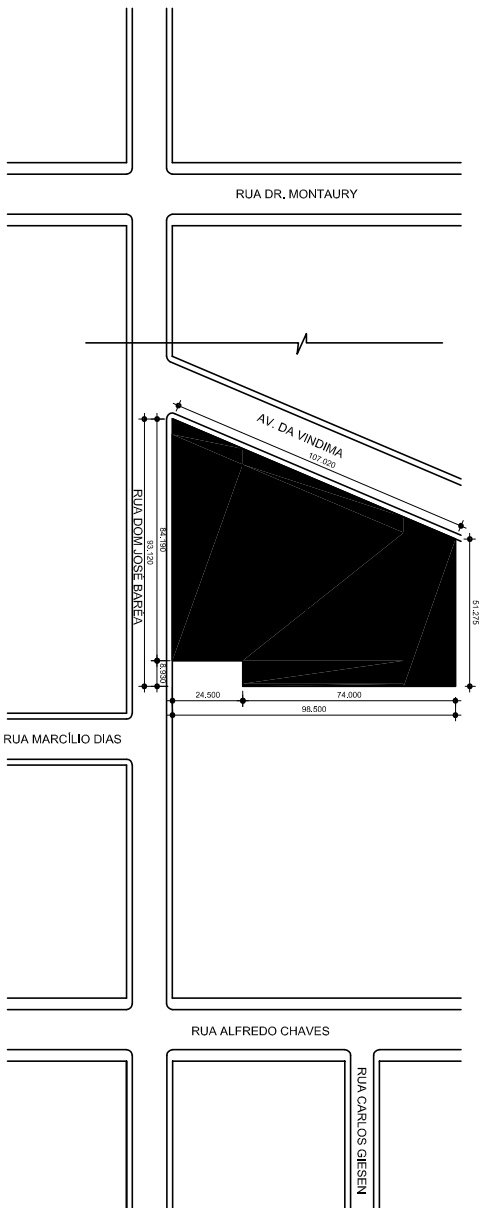 RUA DR. MONTAURY
AV. DA VINDIMA
107.020
RUA DOM JOSÉ BARÉA
84.190
93.120
8.930
51.275
24.500
74.000
98.500
RUA MARCÍLIO DIAS
RUA ALFREDO CHAVES
RUA CARLOS GIESEN